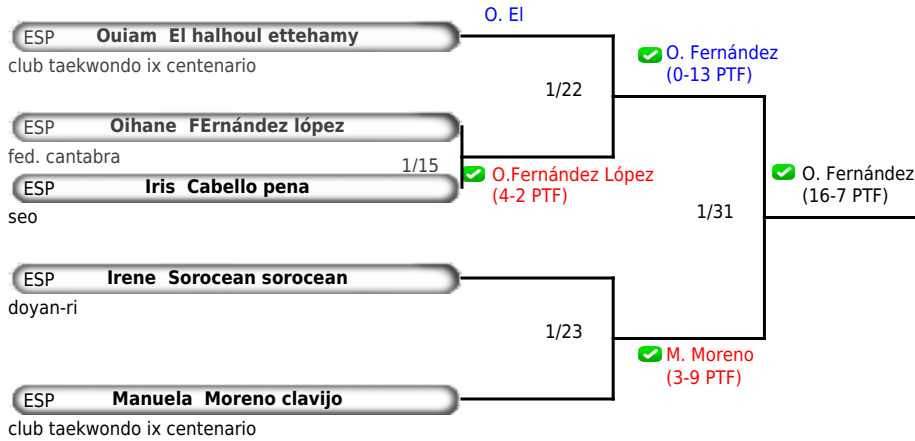 O. El
ESP Ouiam El halhoul ettehamy
club taekwondo ix centenario
O. Fernández
(0-13 PTF)
1/22
ESP Oihane FErnández lópez
fed. cantabra
1/15
O.Fernández López
(4-2 PTF)
ESP Iris Cabello pena
seo
O. Fernández
(16-7 PTF)
1/31
ESP Irene Sorocean sorocean
doyan-ri
1/23
M. Moreno
(3-9 PTF)
ESP Manuela Moreno clavijo
club taekwondo ix centenario